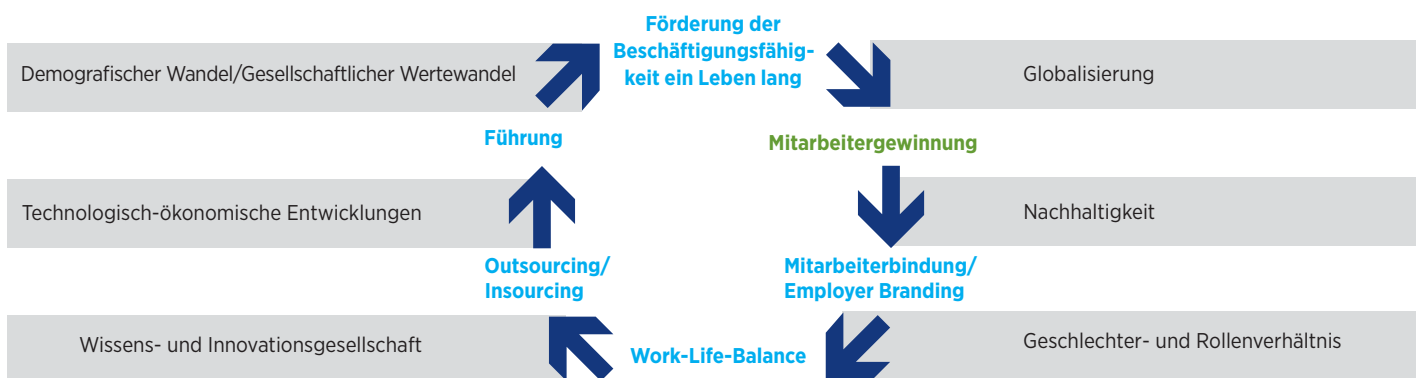 Förderung der
Beschäftigungsfähig-
keit ein Leben lang
Demografischer Wandel/Gesellschaftlicher Wertewandel
Globalisierung
Führung
Mitarbeitergewinnung
Technologisch-ökonomische Entwicklungen
Nachhaltigkeit
Outsourcing/
Insourcing
Mitarbeiterbindung/
Employer Branding
Wissens- und Innovationsgesellschaft
Work-Life-Balance
Geschlechter- und Rollenverhältnis